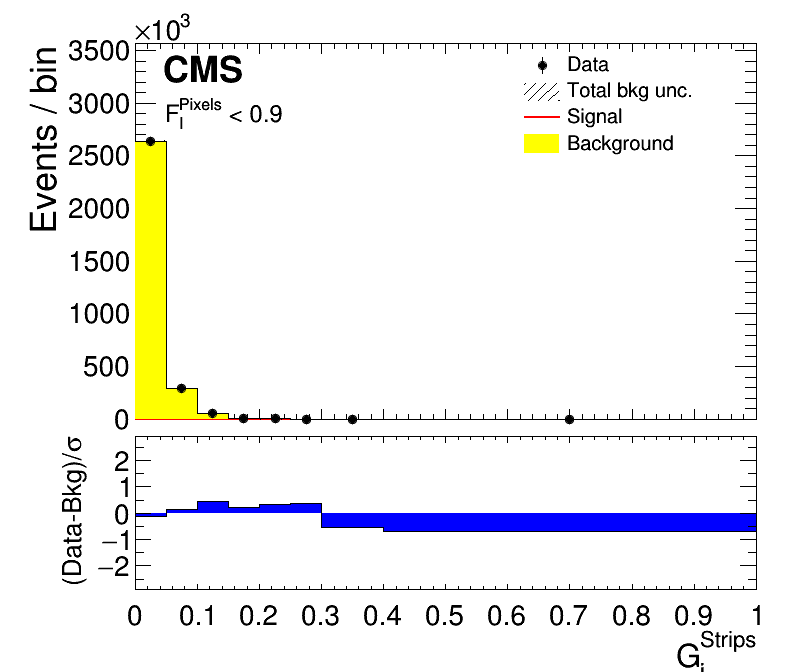 ×10³
3500
3000
2500
2000
1500
1000
500
0
Events / bin
CMS
F_I^Pixels < 0.9
Data
Total bkg unc.
Signal
Background
(Data-Bkg)/σ
2
1
0
−1
−2
0 0.1 0.2 0.3 0.4 0.5 0.6 0.7 0.8 0.9 1
G_i^Strips